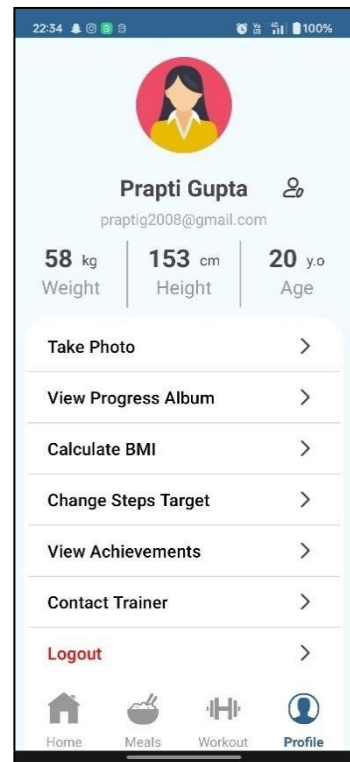 22:34 100%
Prapti Gupta
praptig2008@gmail.com
58 kg 153 cm 20 y.o
Weight Height Age
Take Photo
View Progress Album
Calculate BMI
Change Steps Target
View Achievements
Contact Trainer
Logout
Home Meals Workout Profile